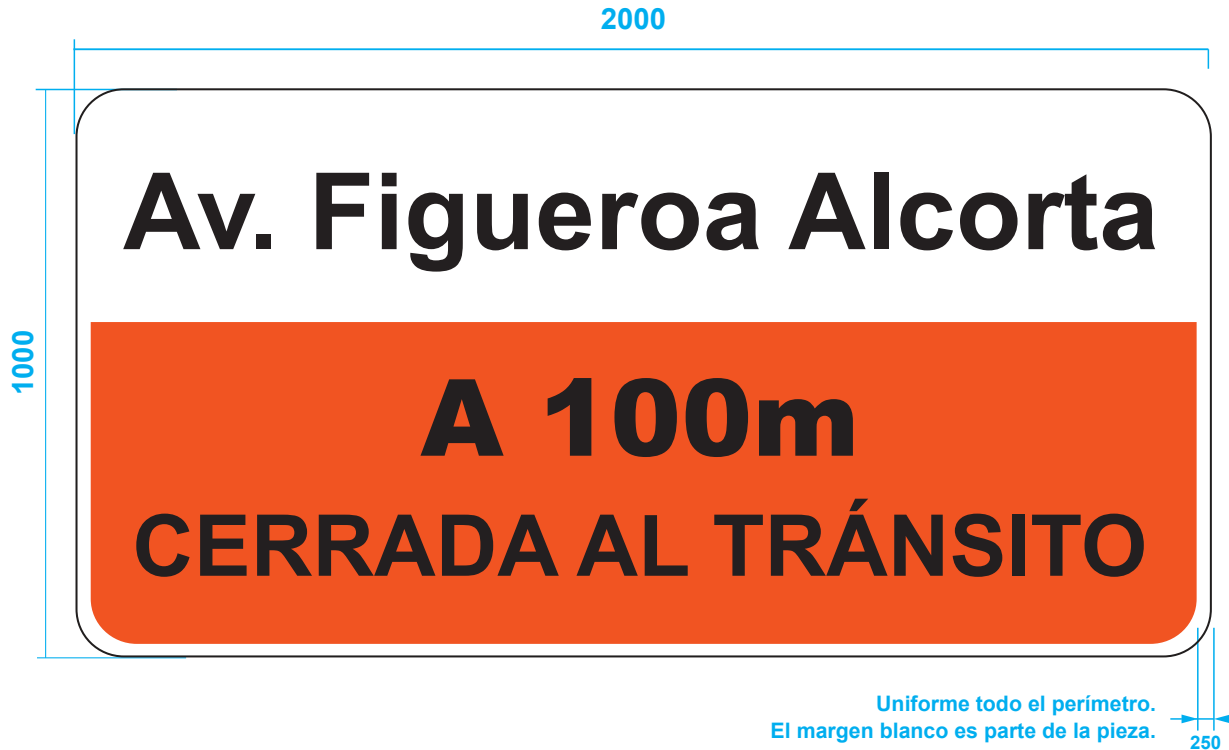 2000
Av. Figueroa Alcorta
1000
A 100m
CERRADA AL TRÁNSITO
Uniforme todo el perímetro.
El margen blanco es parte de la pieza.
250